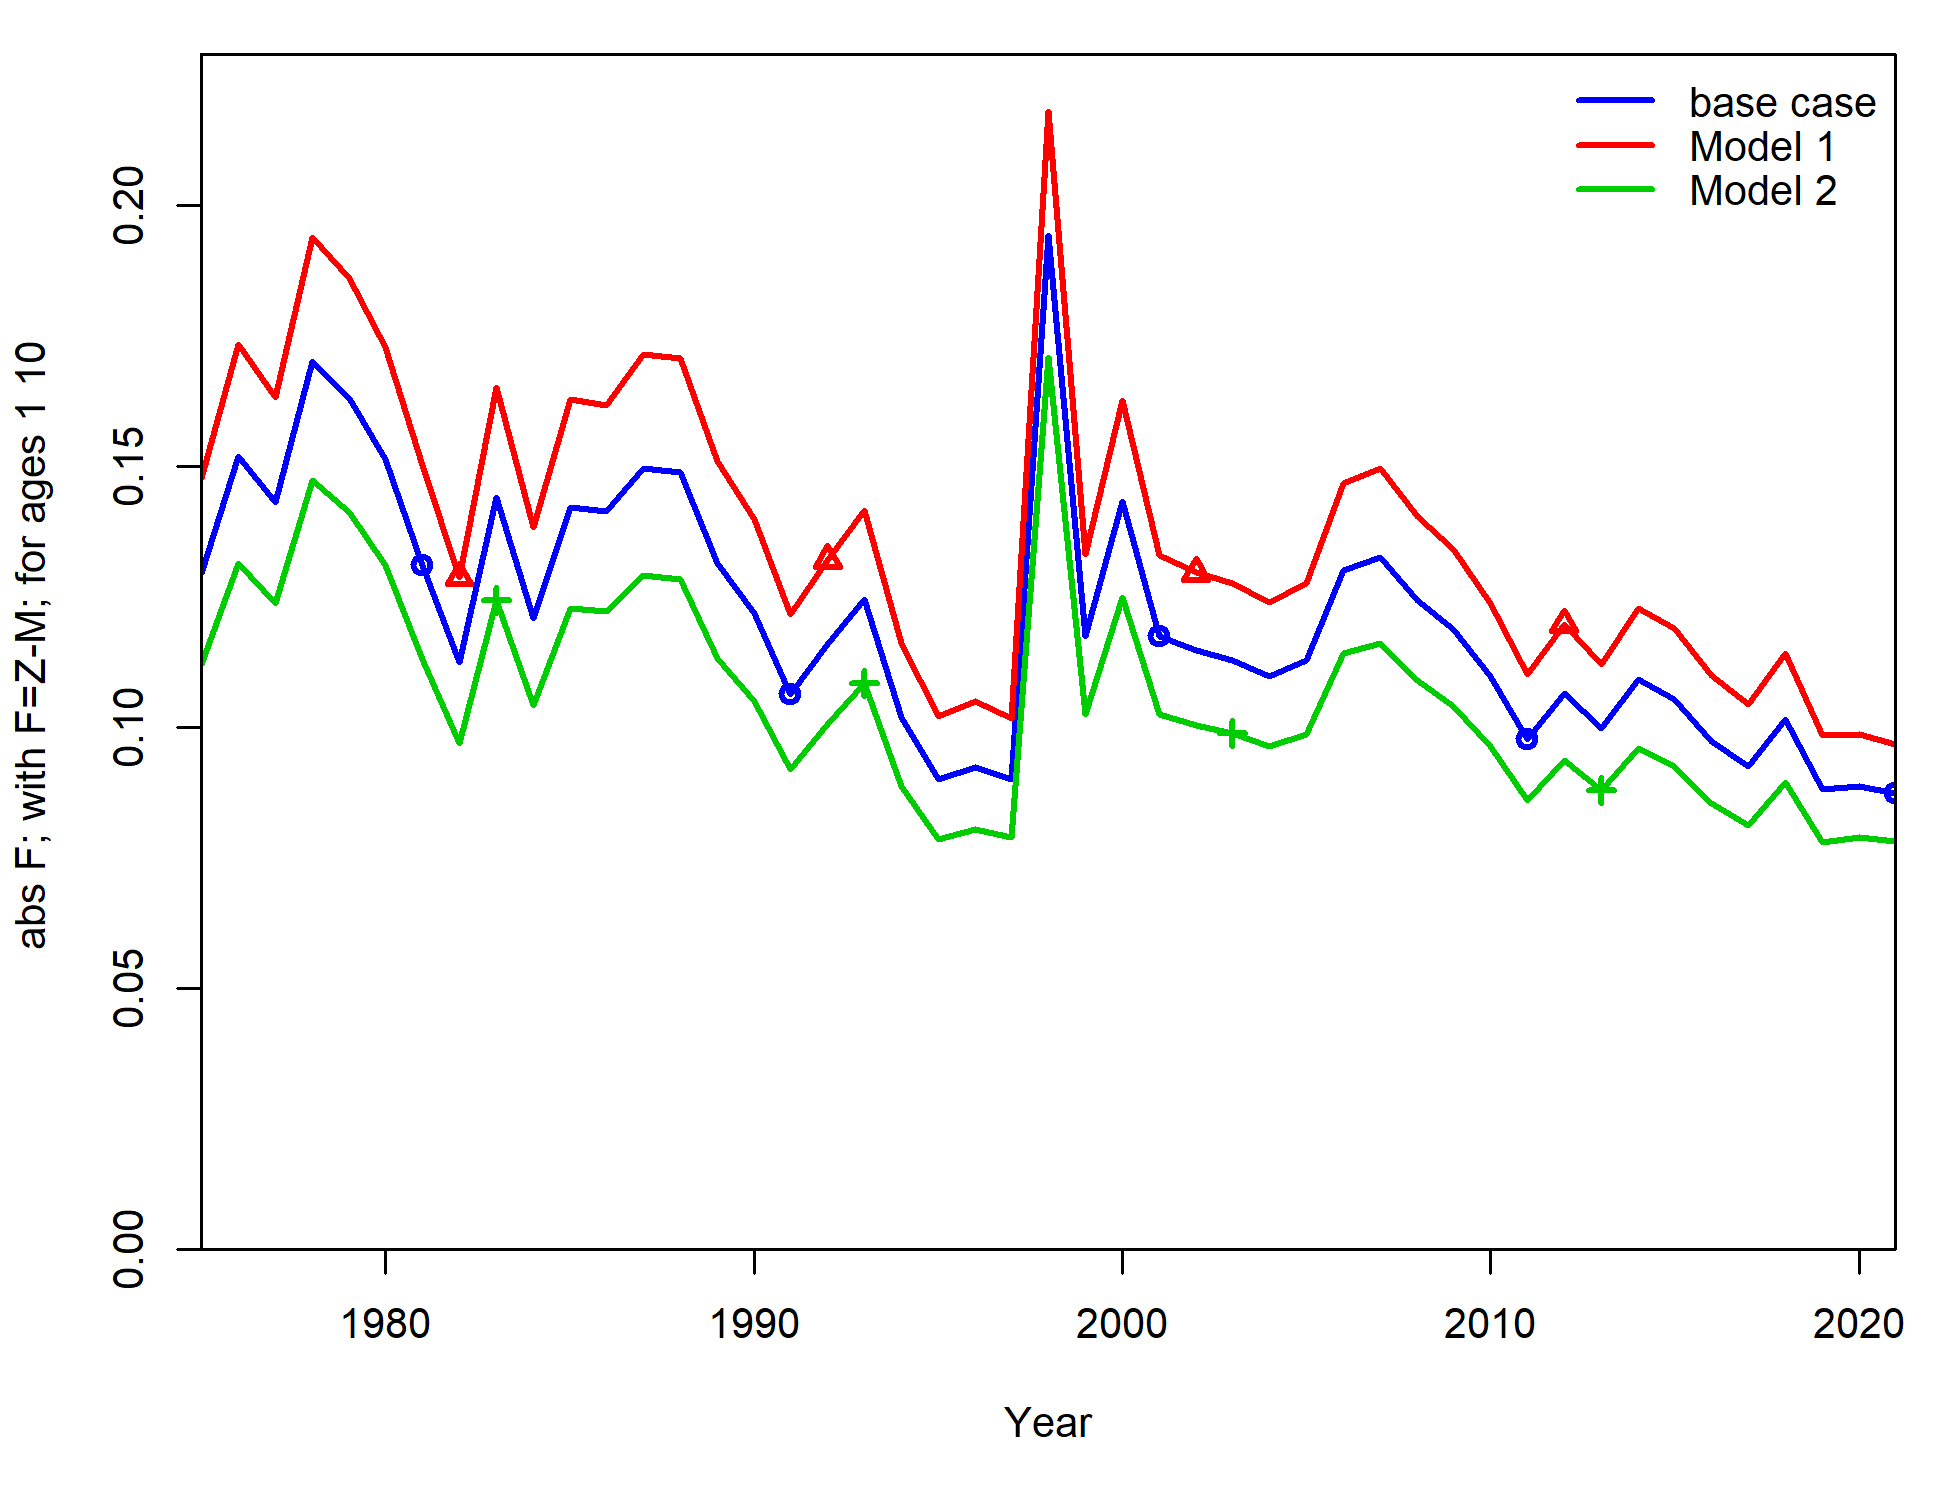 base case
Model 1
Model 2
abs F; with F=Z-M; for ages 1 10
0.20
0.15
0.10
0.05
0.00
1980 1990 2000 2010 2020
Year